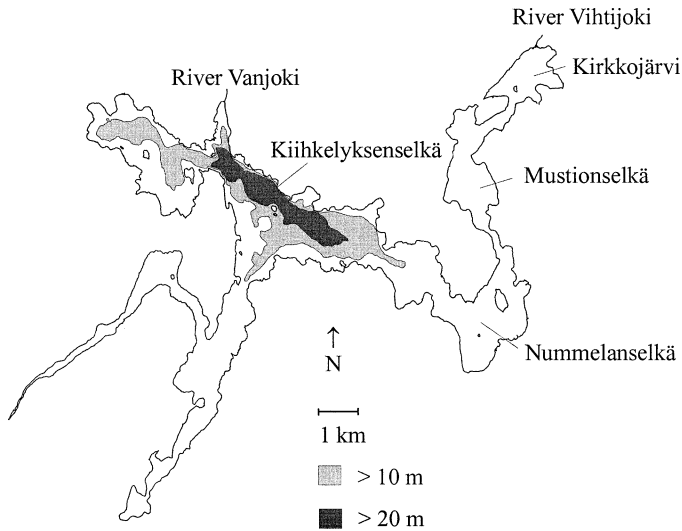 River Vihtijoki
Kirkkojärvi
River Vanjoki
Kiihkelyksenselkä
Mustionselkä
Nummelanselkä
↑
N
1 km
> 10 m
> 20 m